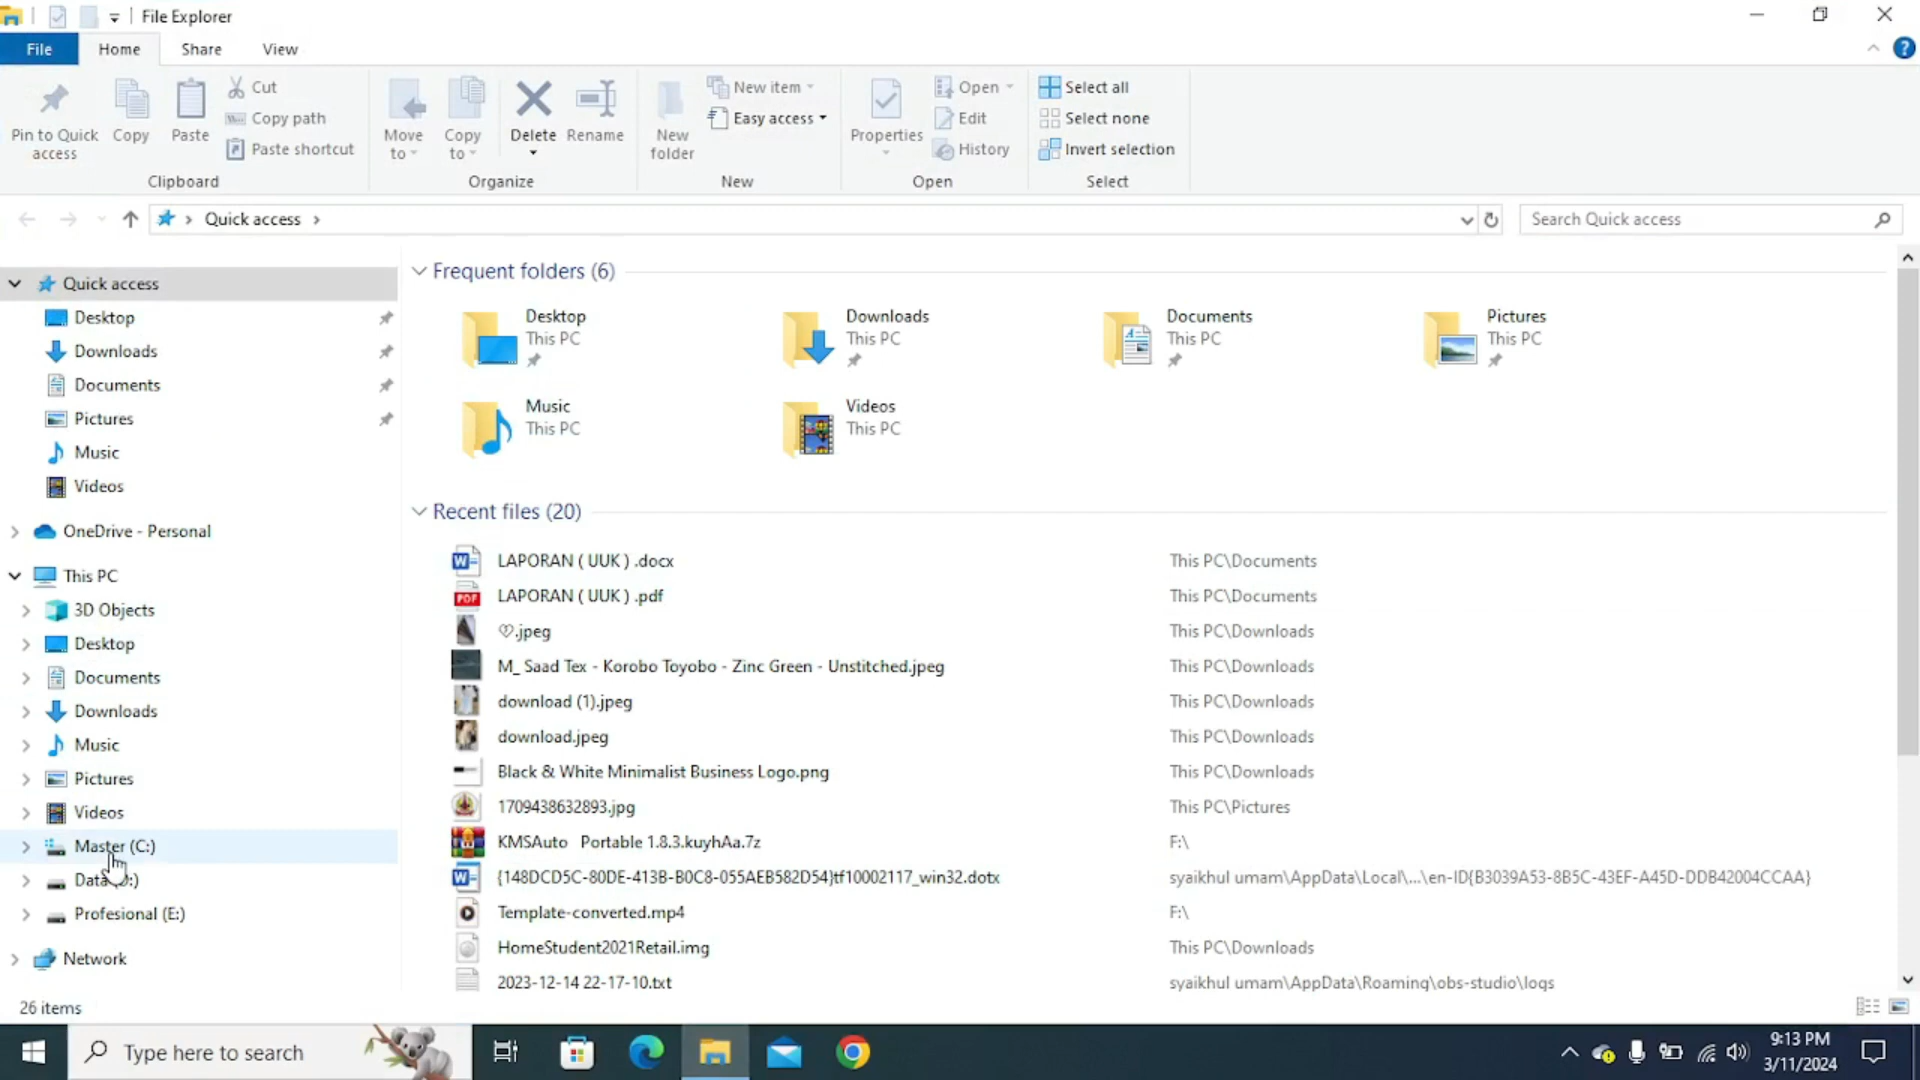 File Explorer
File Home Share View
Pin to Quick access
Copy
Paste
Cut
Copy path
Paste shortcut
Clipboard
Move to
Copy to
Delete
Rename
Organize
New folder
New item
Easy access
New
Properties
Open
Edit
History
Open
Select all
Select none
Invert selection
Select
Quick access
Search Quick access
Quick access
Desktop
Downloads
Documents
Pictures
Music
Videos
OneDrive - Personal
This PC
3D Objects
Desktop
Documents
Downloads
Music
Pictures
Videos
Master (C:)
Profesional (E:)
Network
Frequent folders (6)
Desktop
This PC
Downloads
This PC
Documents
This PC
Pictures
This PC
Music
This PC
Videos
This PC
Recent files (20)
LAPORAN ( UUK ) .docx This PC\Documents
LAPORAN ( UUK ) .pdf This PC\Documents
♡.jpeg This PC\Downloads
M_ Saad Tex - Korobo Toyobo - Zinc Green - Unstitched.jpeg This PC\Downloads
download (1).jpeg This PC\Downloads
download.jpeg This PC\Downloads
Black & White Minimalist Business Logo.png This PC\Downloads
1709438632893.jpg This PC\Pictures
KMSAuto Portable 1.8.3.kuyhAa.7z F:\
{148DCD5C-80DE-413B-B0C8-055AEB582D54}tf10002117_win32.dotx syaikhul umam\AppData\Local\...\en-ID{B3039A53-8B5C-43EF-A45D-DDB42004CCAA}
Template-converted.mp4 F:\
HomeStudent2021Retail.img This PC\Downloads
2023-12-14 22-17-10.txt syaikhul umam\AppData\Roaming\obs-studio\logs
26 items
Type here to search
9:13 PM
3/11/2024